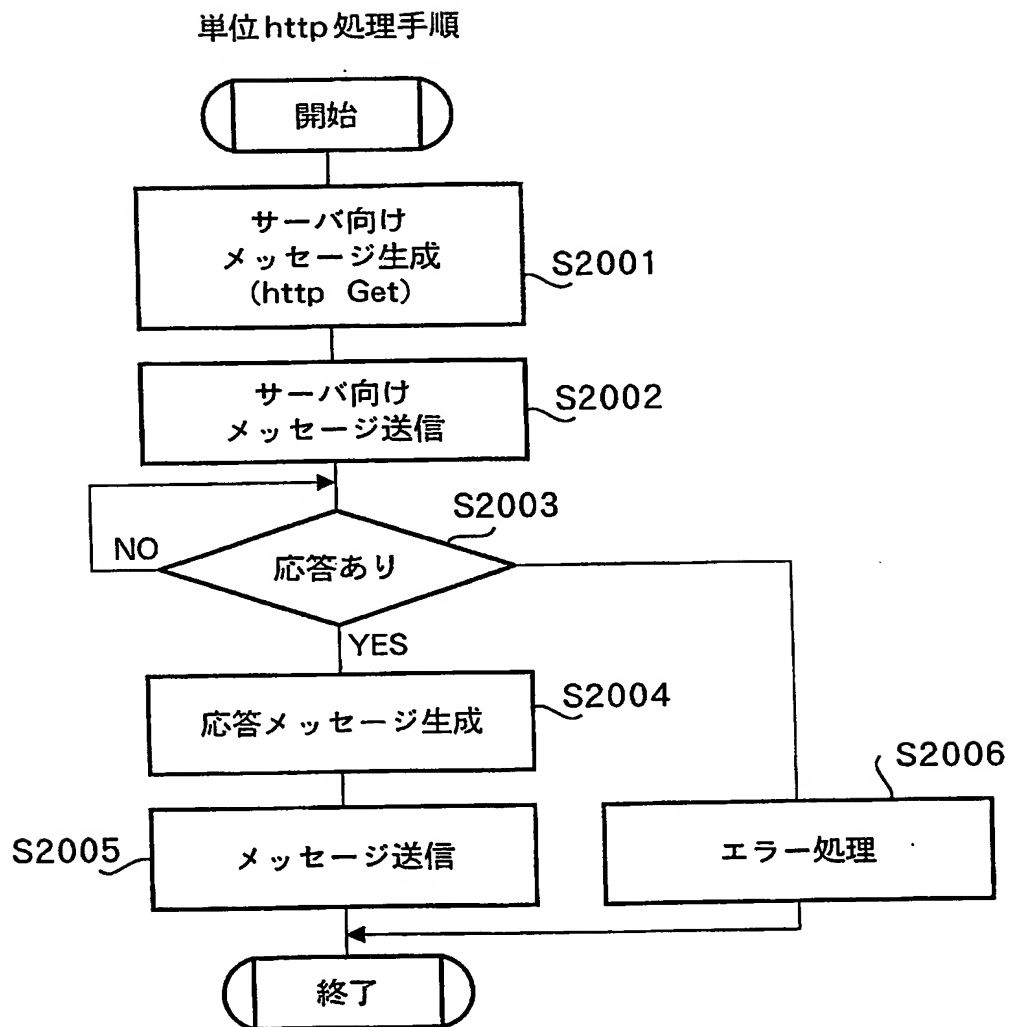 単位http処理手順
開始
サーバ向け
メッセージ生成
(http Get)
S2001
サーバ向け
メッセージ送信
S2002
S2003
NO
応答あり
YES
応答メッセージ生成
S2004
S2005
メッセージ送信
S2006
エラー処理
終了